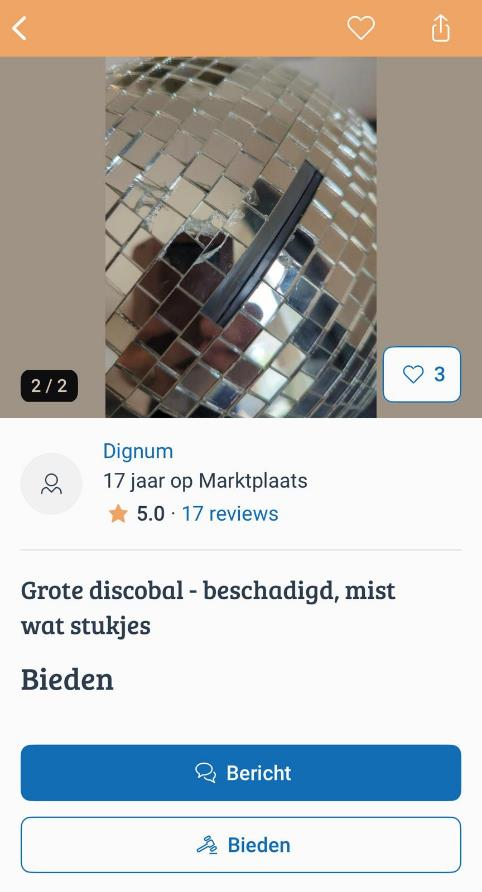 2 / 2
3
Dignum
17 jaar op Marktplaats
5.0 · 17 reviews
Grote discobal - beschadigd, mist
wat stukjes
Bieden
Bericht
Bieden